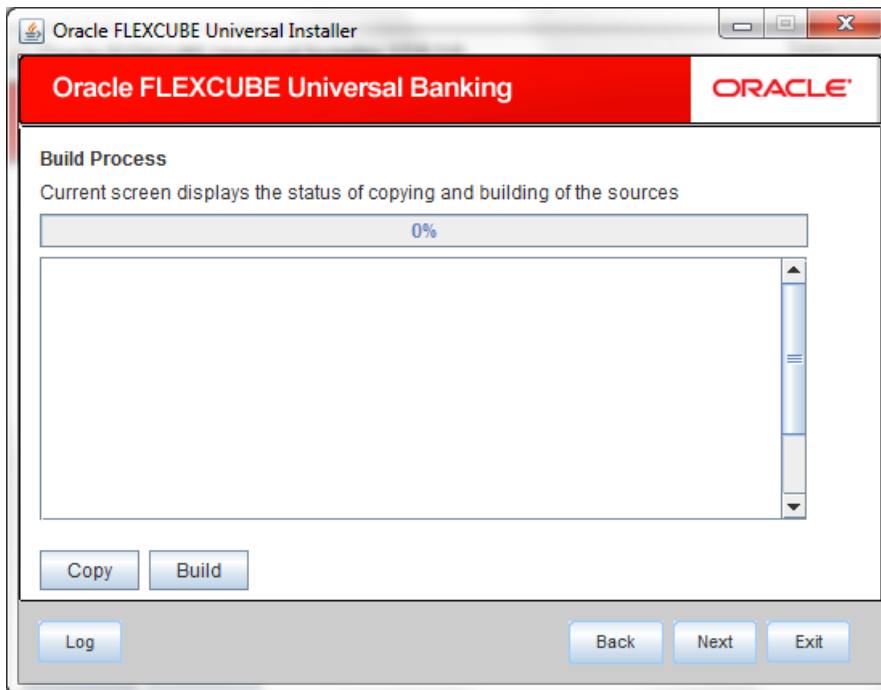 Oracle FLEXCUBE Universal Installer
Oracle FLEXCUBE Universal Banking
ORACLE®
Build Process
Current screen displays the status of copying and building of the sources
0%
Copy Build
Log Back Next Exit